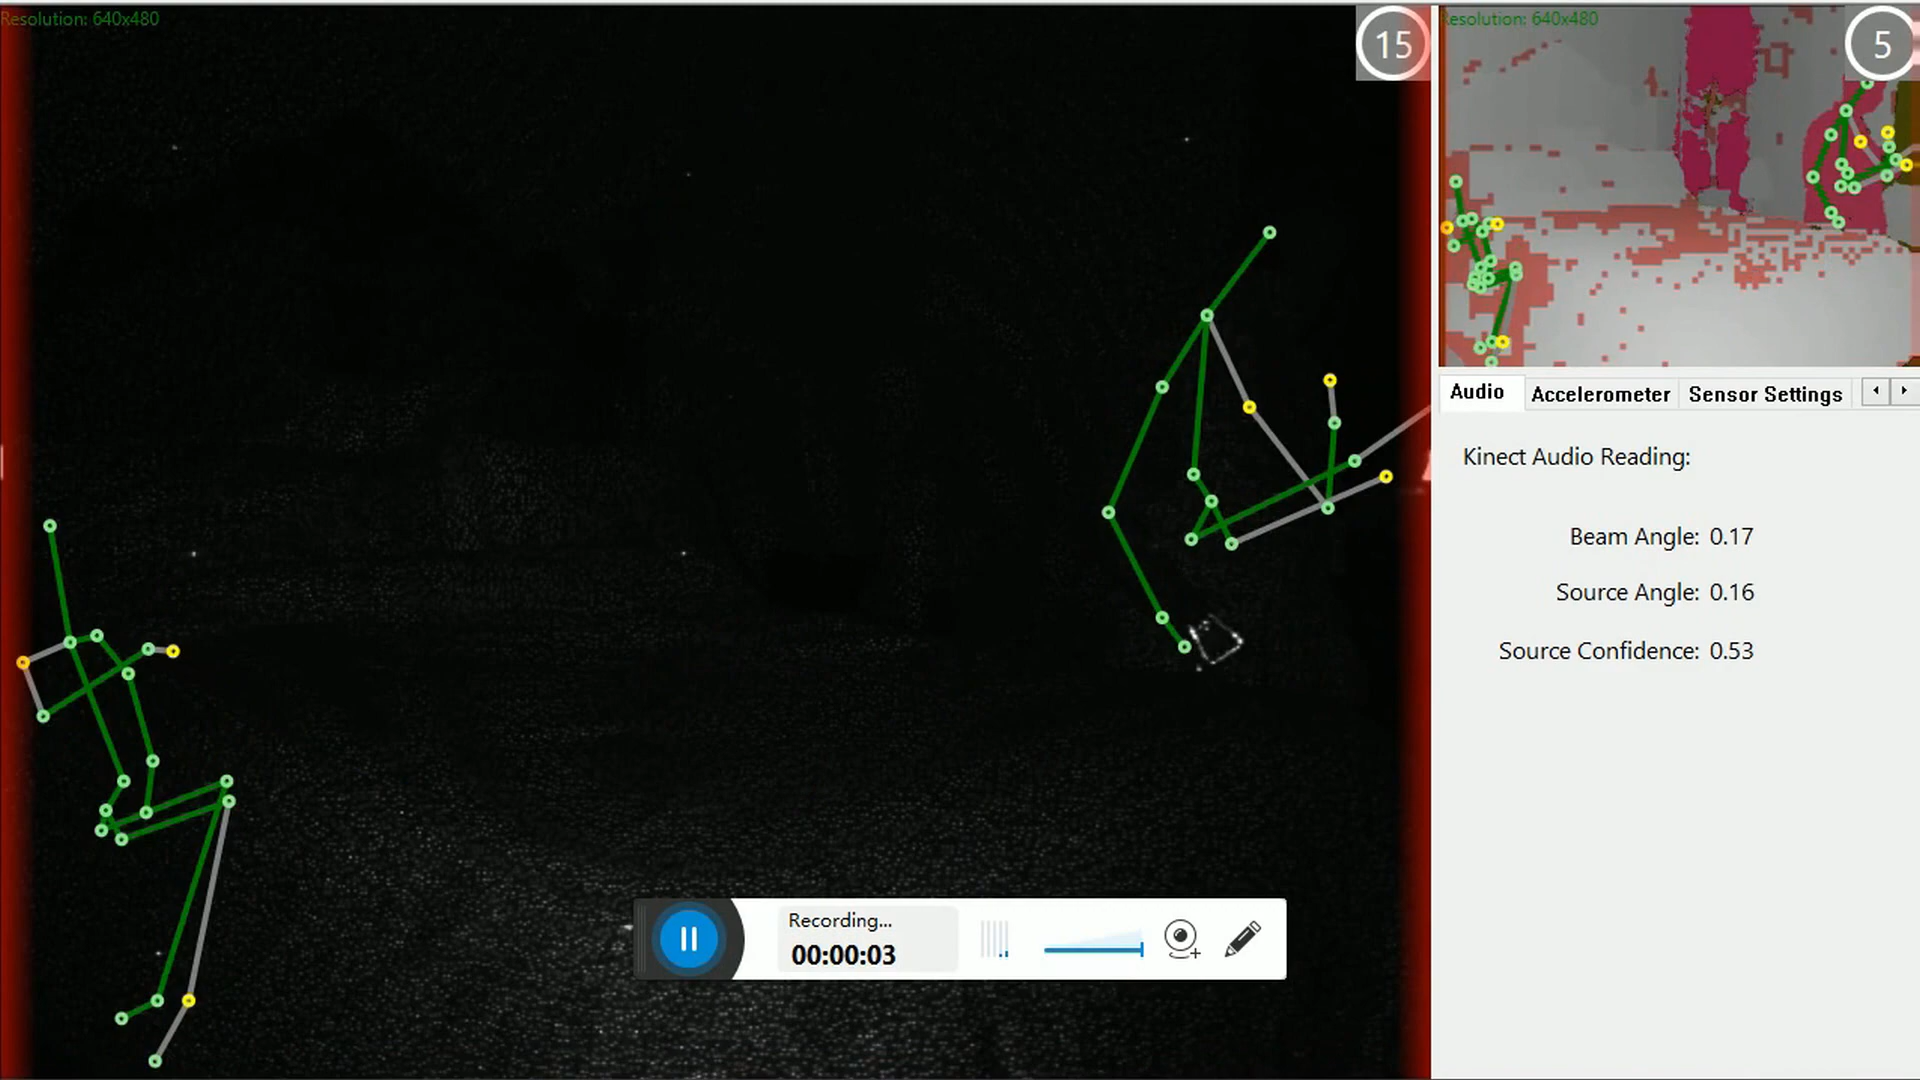 Resolution: 640x480
15
Resolution: 640x480
5
Audio
Accelerometer
Sensor Settings
Kinect Audio Reading:
Beam Angle: 0.17
Source Angle: 0.16
Source Confidence: 0.53
Recording...
00:00:03